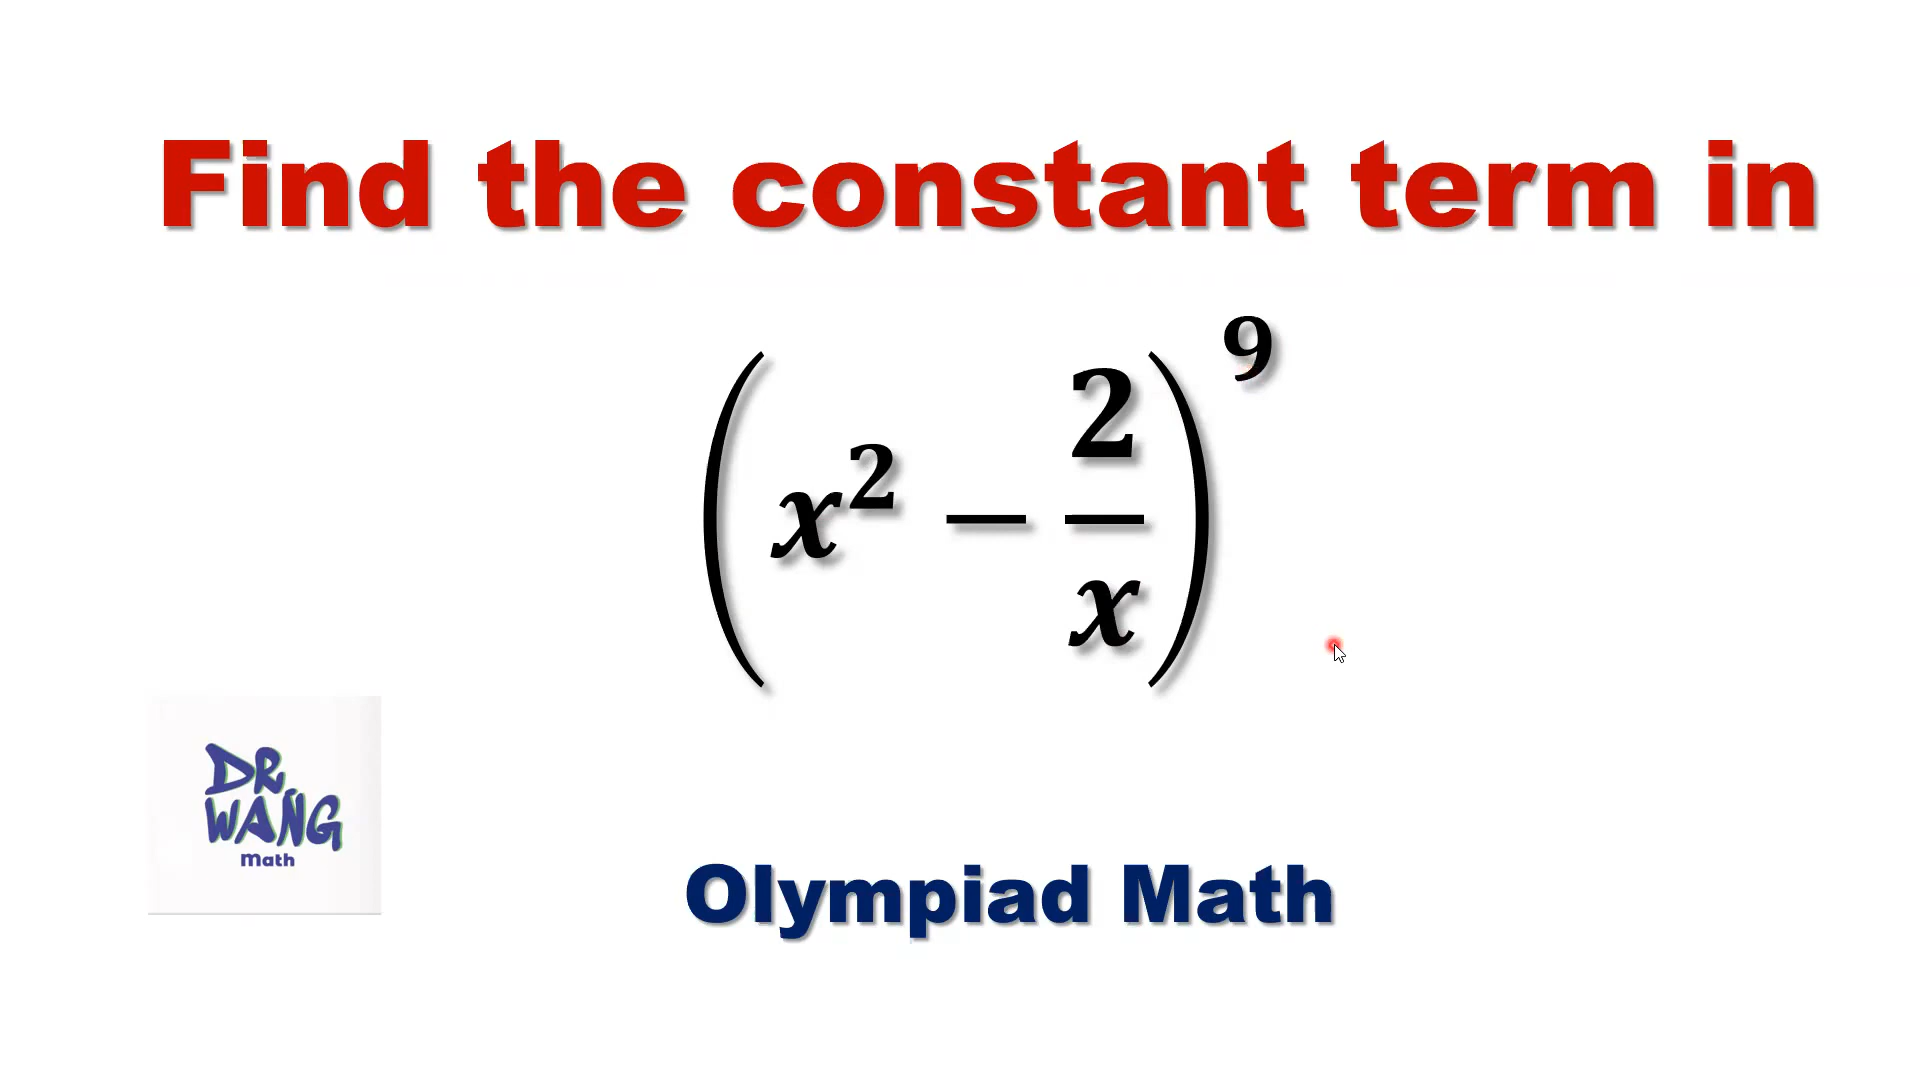 Find the constant term in
(x² − 2/x)⁹
DR
WANG
Math
Olympiad Math